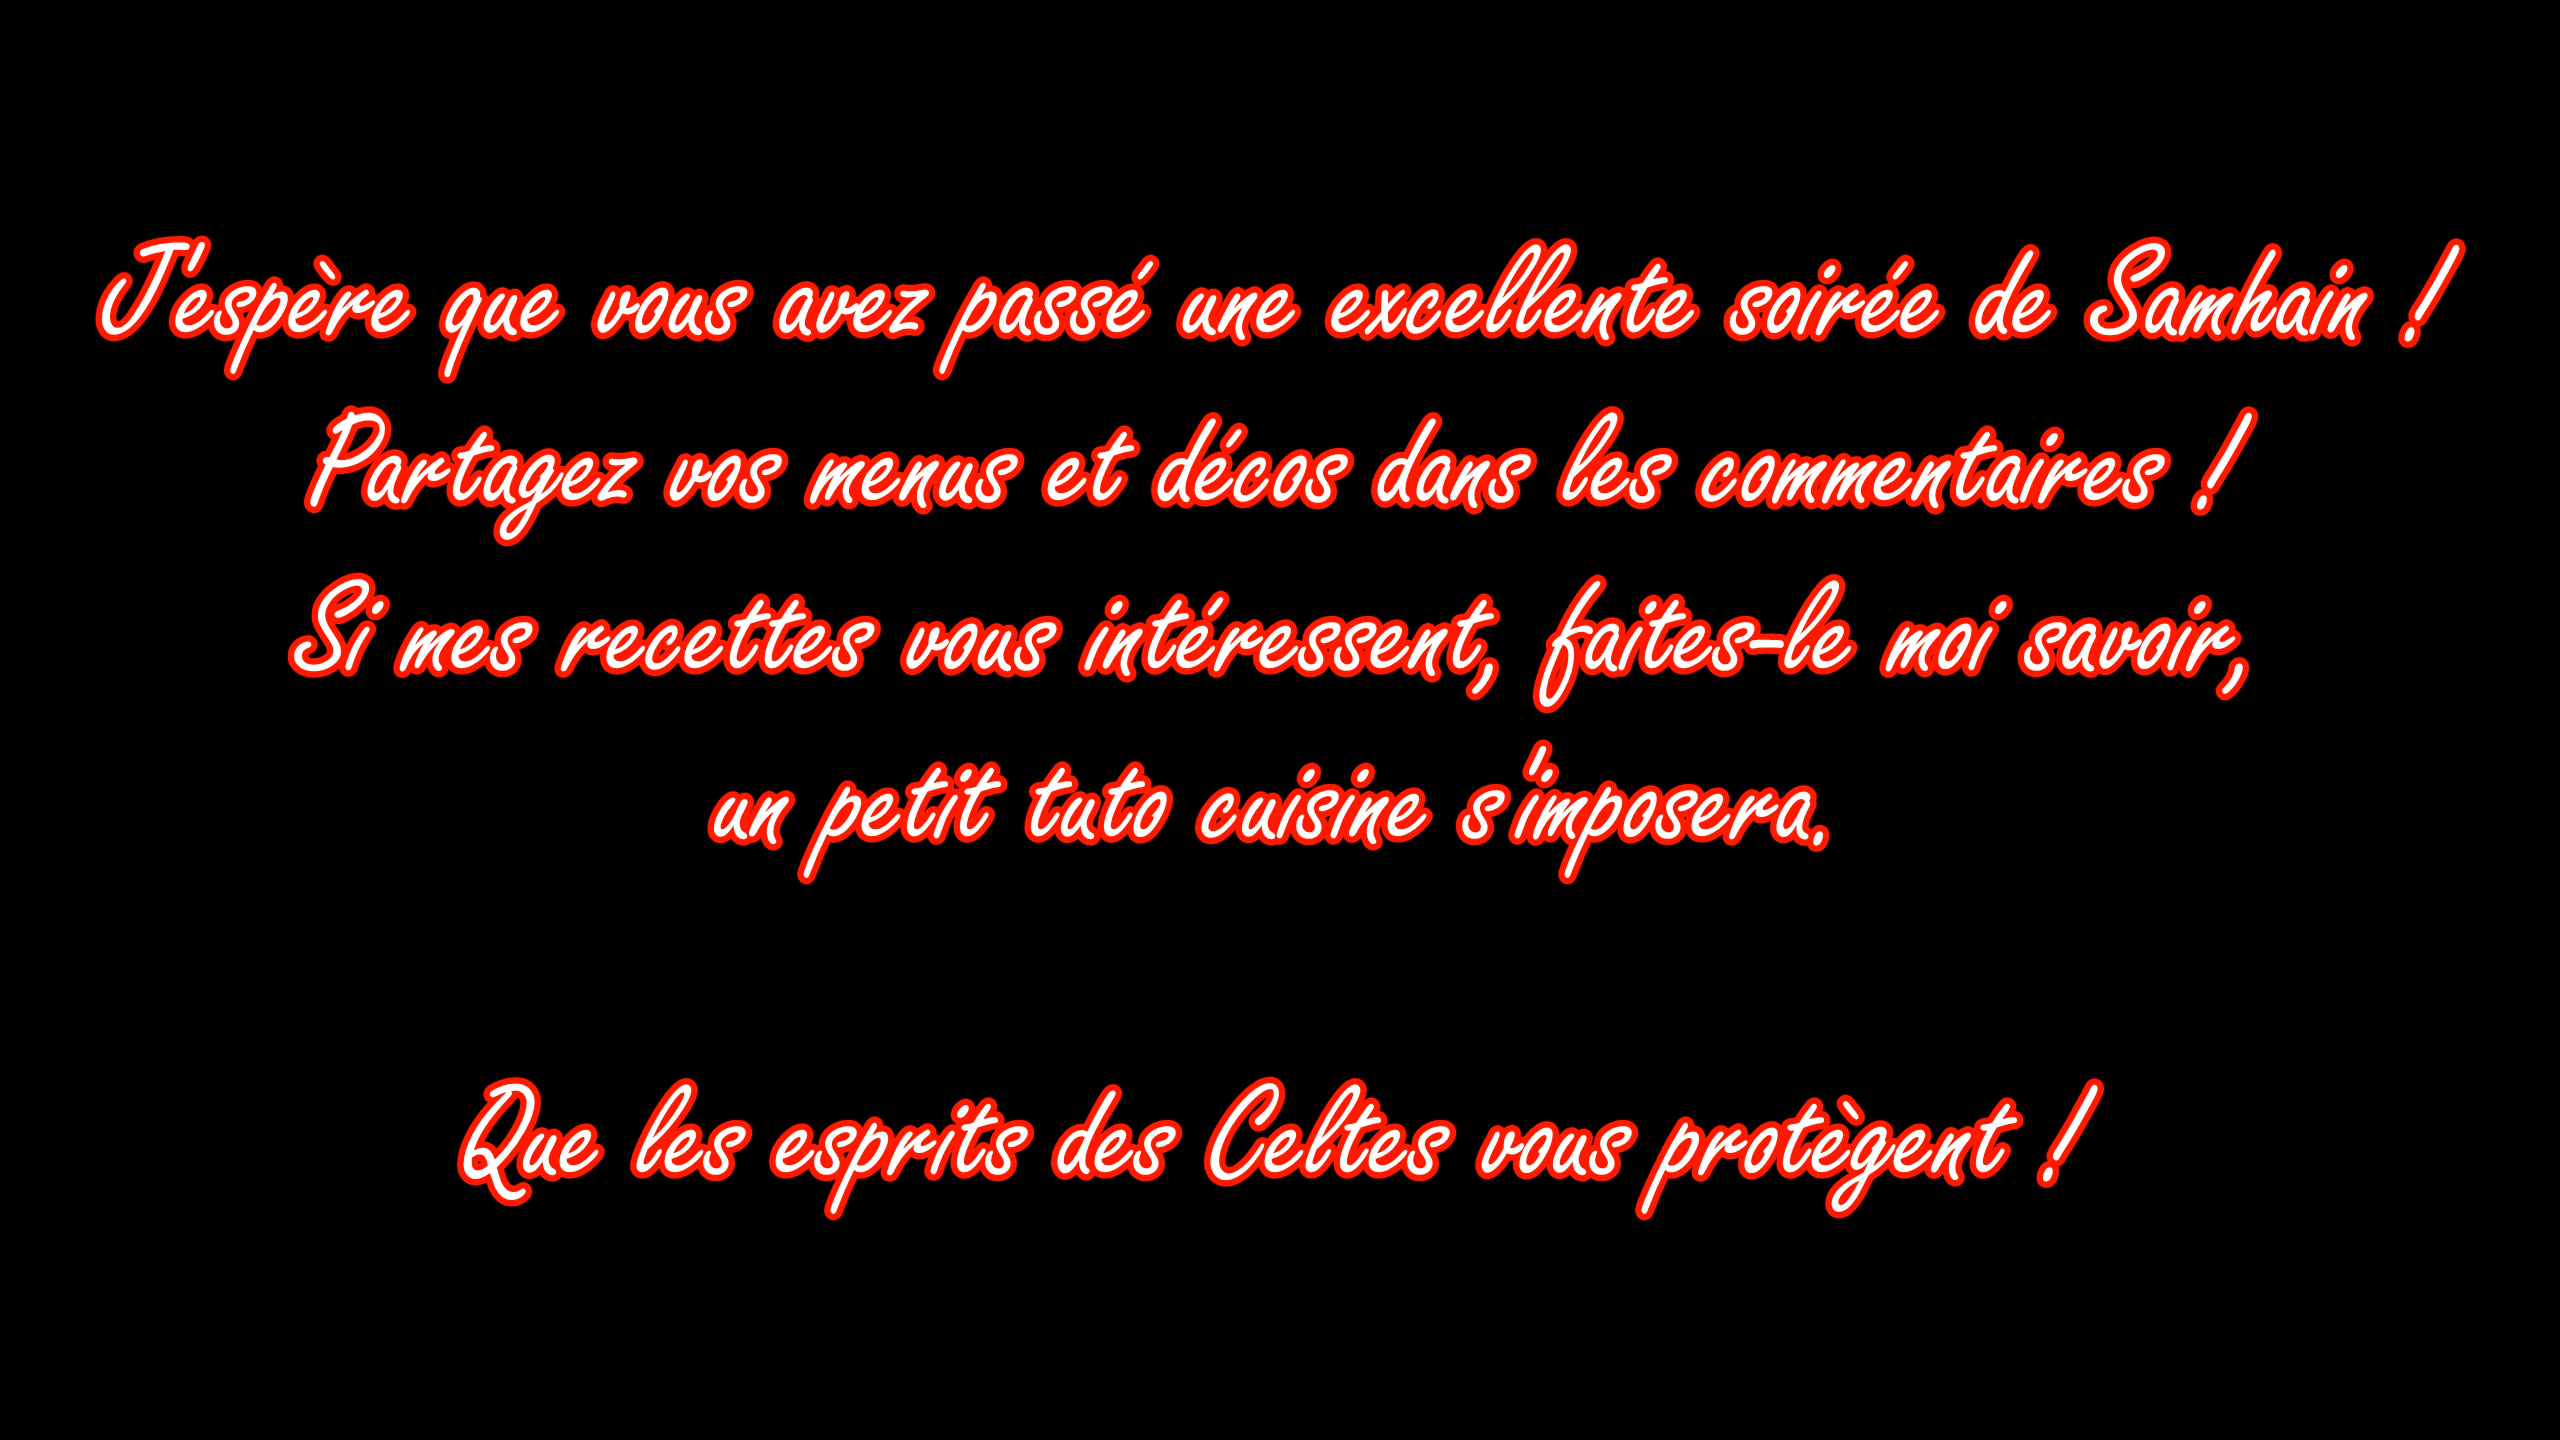 J'espère que vous avez passé une excellente soirée de Samhain !
Partagez vos menus et décos dans les commentaires !
Si mes recettes vous intéressent, faites-le moi savoir,
un petit tuto cuisine s'imposera.
Que les esprits des Celtes vous protègent !